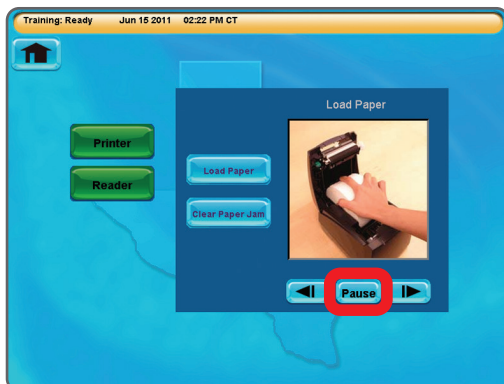 Training: Ready Jun 15 2011 02:22 PM CT
Load Paper
Printer
Load Paper
Reader
Clear Paper Jam
Pause